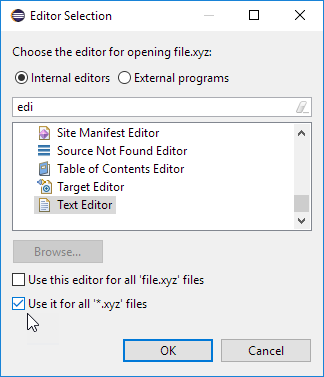 Editor Selection
Choose the editor for opening file.xyz:
Internal editors External programs
edi
Site Manifest Editor
Source Not Found Editor
Table of Contents Editor
Target Editor
Text Editor
Browse...
Use this editor for all 'file.xyz' files
Use it for all '*.xyz' files
OK Cancel